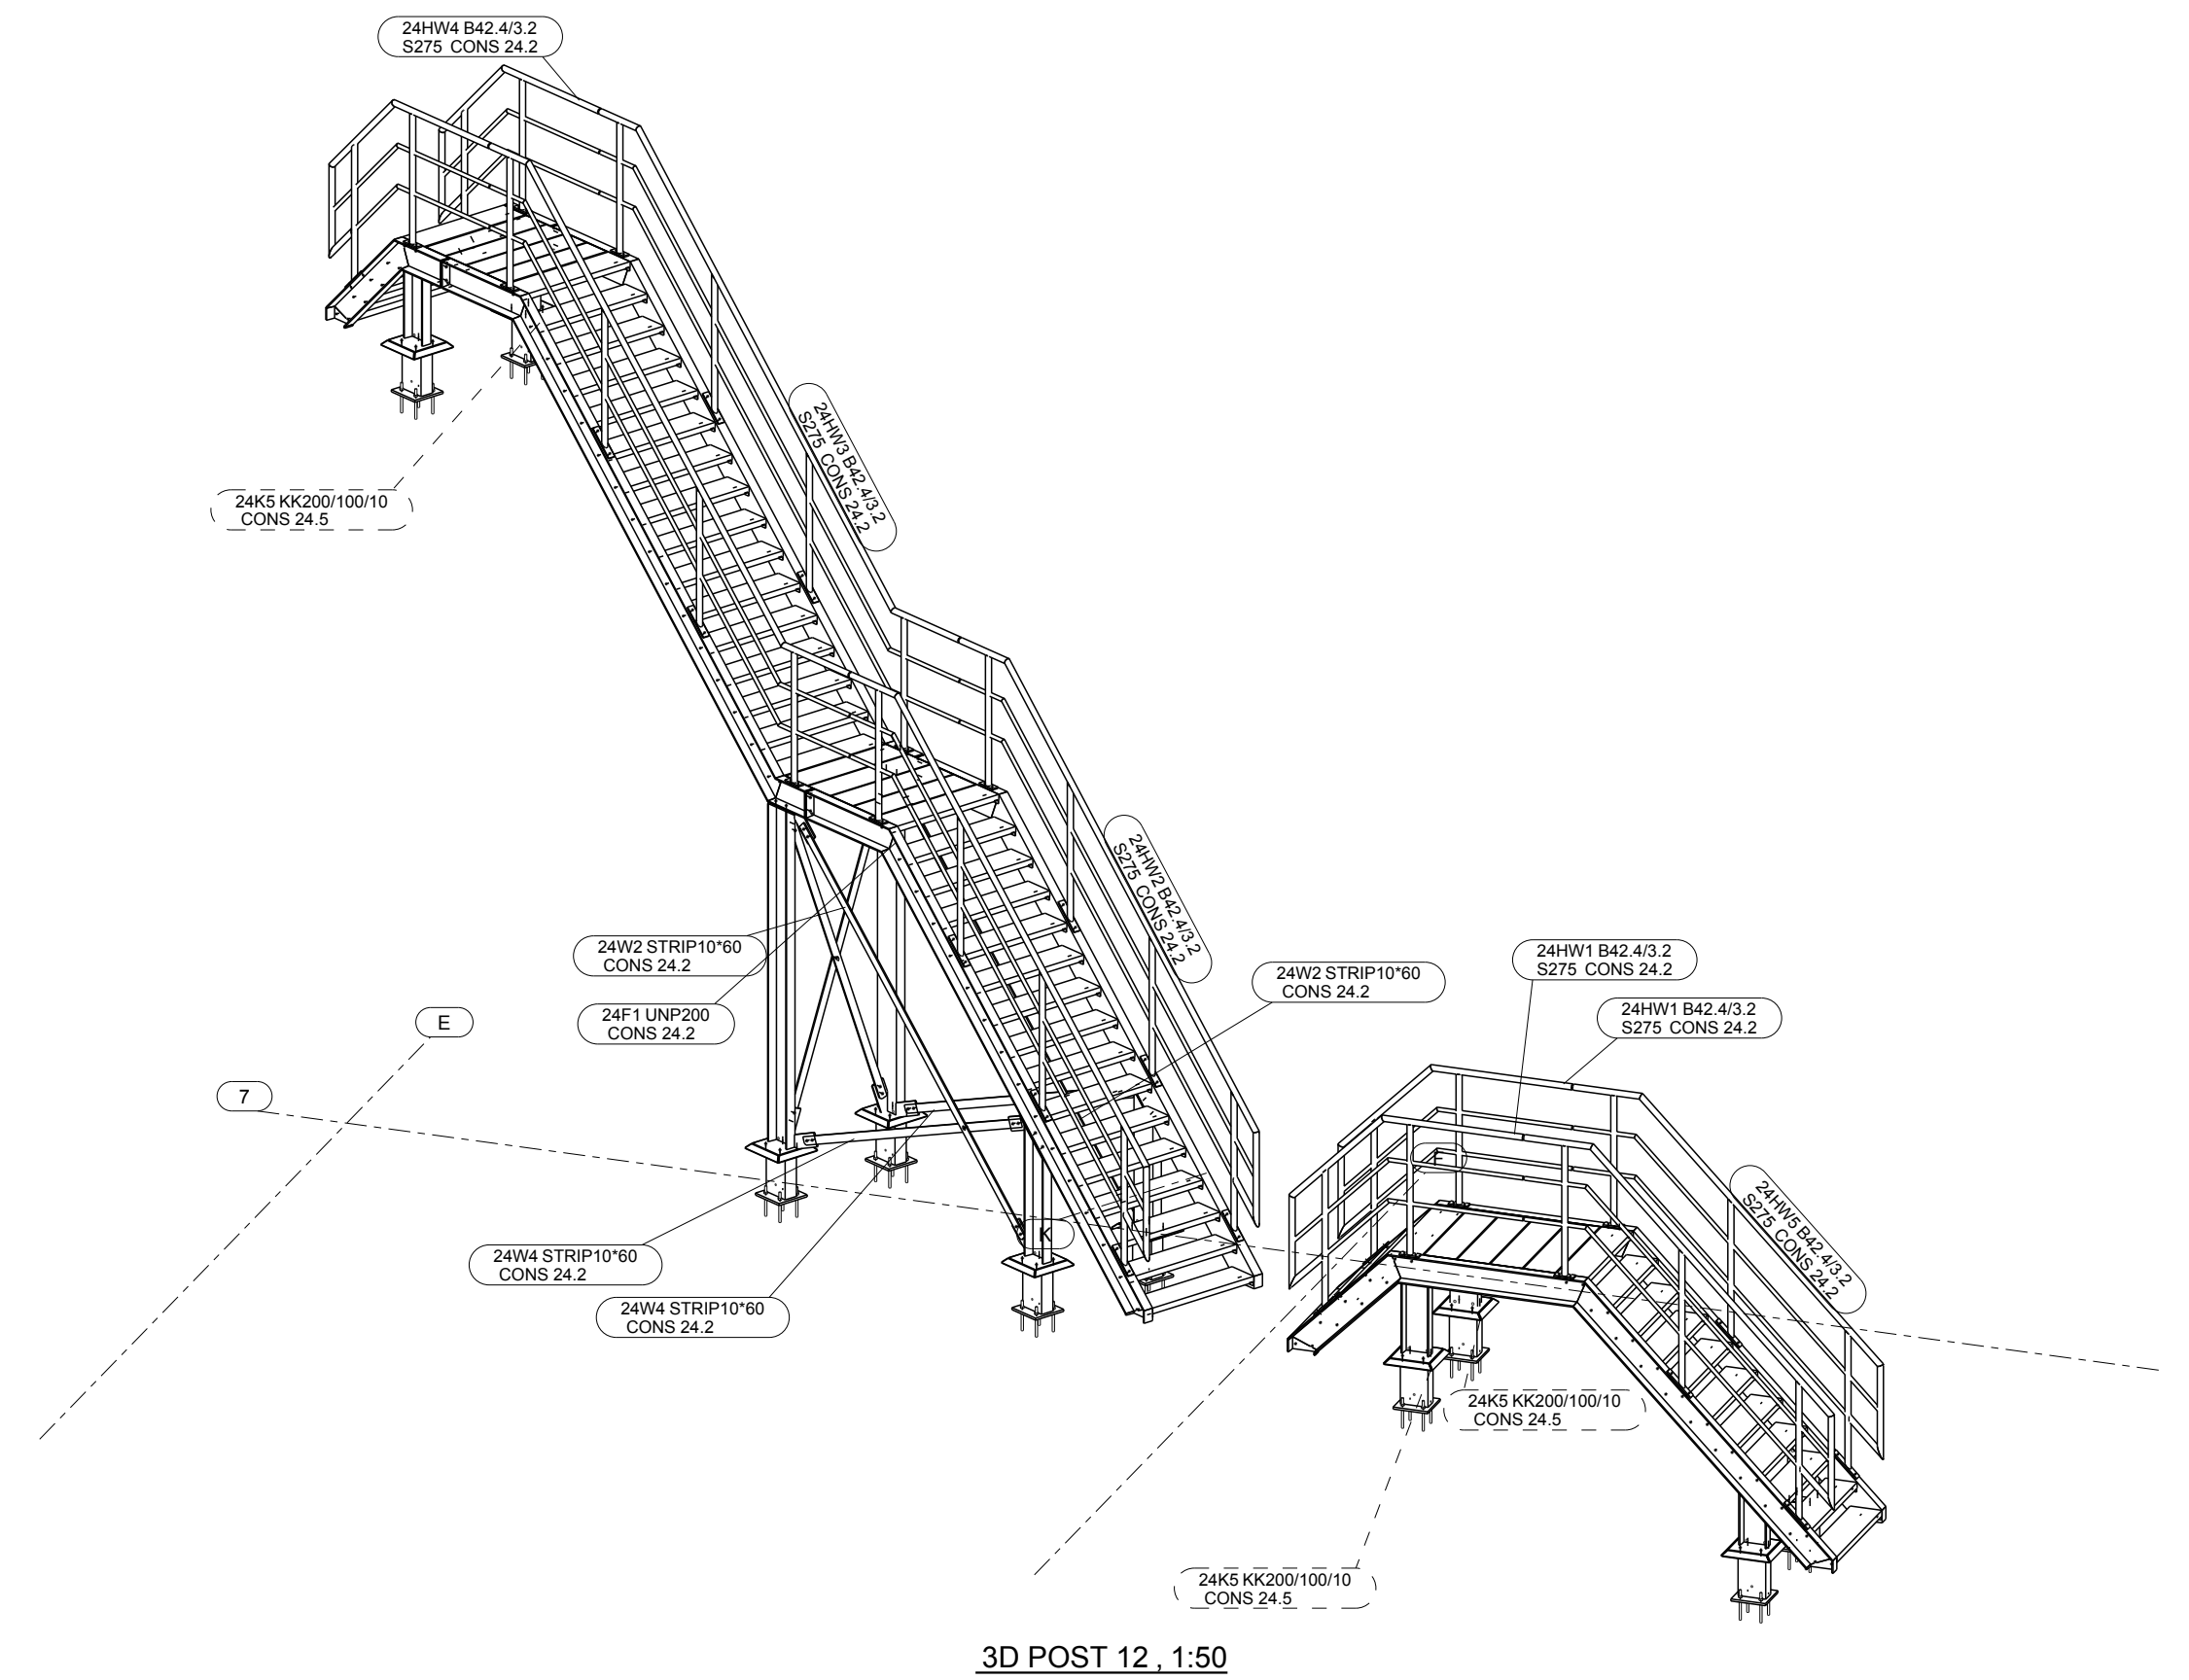 24HW4 B42.4/3.2
S275 CONS 24.2
24HW3 B42.4/3.2
S275 CONS 24.2
24K5 KK200/100/10
CONS 24.5
24HW2 B42.4/3.2
S275 CONS 24.2
24W2 STRIP10*60
CONS 24.2
24HW1 B42.4/3.2
S275 CONS 24.2
24W2 STRIP10*60
CONS 24.2
24HW1 B42.4/3.2
S275 CONS 24.2
24F1 UNP200
CONS 24.2
E
7
24HW5 B42.4/3.2
S275 CONS 24.2
K
24W4 STRIP10*60
CONS 24.2
24W4 STRIP10*60
CONS 24.2
24K5 KK200/100/10
CONS 24.5
24K5 KK200/100/10
CONS 24.5
3D POST 12 , 1:50